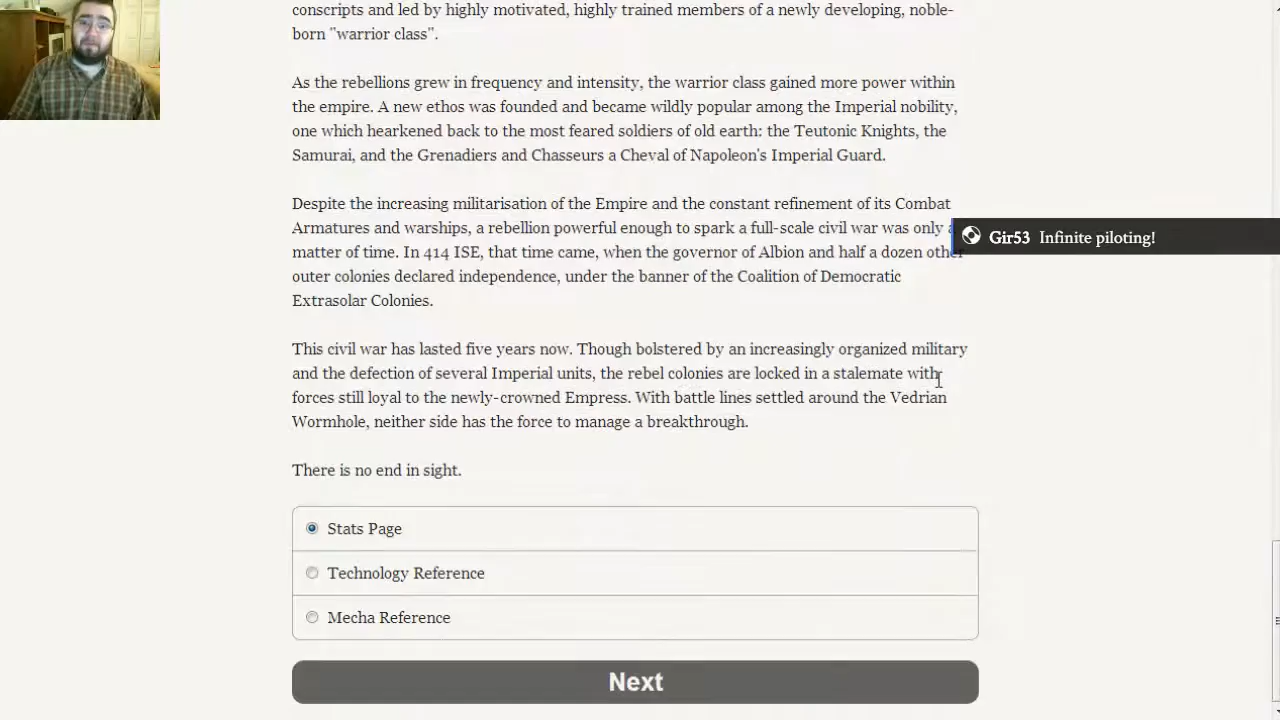 conscripts and led by highly motivated, highly trained members of a newly developing, noble-
born "warrior class".
As the rebellions grew in frequency and intensity, the warrior class gained more power within
the empire. A new ethos was founded and became wildly popular among the Imperial nobility,
one which hearkened back to the most feared soldiers of old earth: the Teutonic Knights, the
Samurai, and the Grenadiers and Chasseurs a Cheval of Napoleon's Imperial Guard.
Despite the increasing militarisation of the Empire and the constant refinement of its Combat
Armatures and warships, a rebellion powerful enough to spark a full-scale civil war was only a
Gir53 Infinite piloting!
matter of time. In 414 ISE, that time came, when the governor of Albion and half a dozen other
outer colonies declared independence, under the banner of the Coalition of Democratic
Extrasolar Colonies.
This civil war has lasted five years now. Though bolstered by an increasingly organized military
and the defection of several Imperial units, the rebel colonies are locked in a stalemate with
forces still loyal to the newly-crowned Empress. With battle lines settled around the Vedrian
Wormhole, neither side has the force to manage a breakthrough.
There is no end in sight.
Stats Page
Technology Reference
Mecha Reference
Next